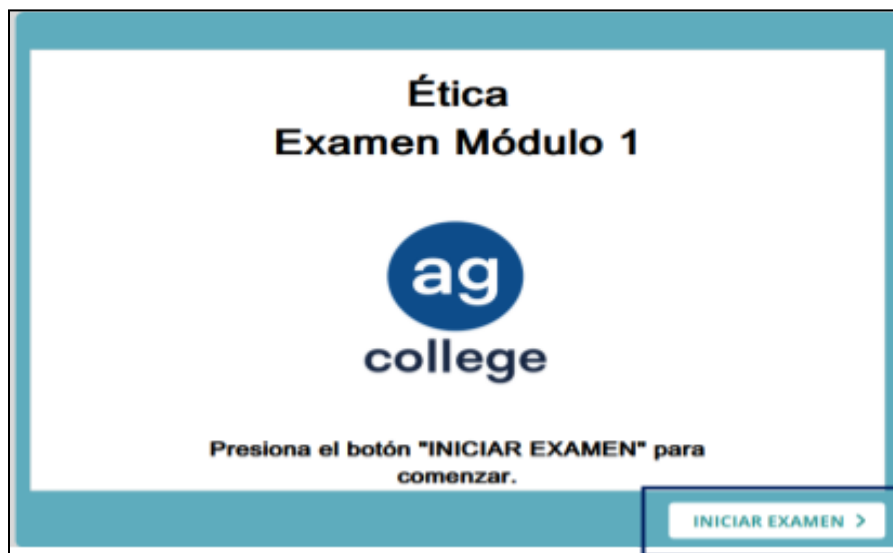 Ética
Examen Módulo 1
ag
college
Presiona el botón "INICIAR EXAMEN" para
comenzar.
INICIAR EXAMEN >